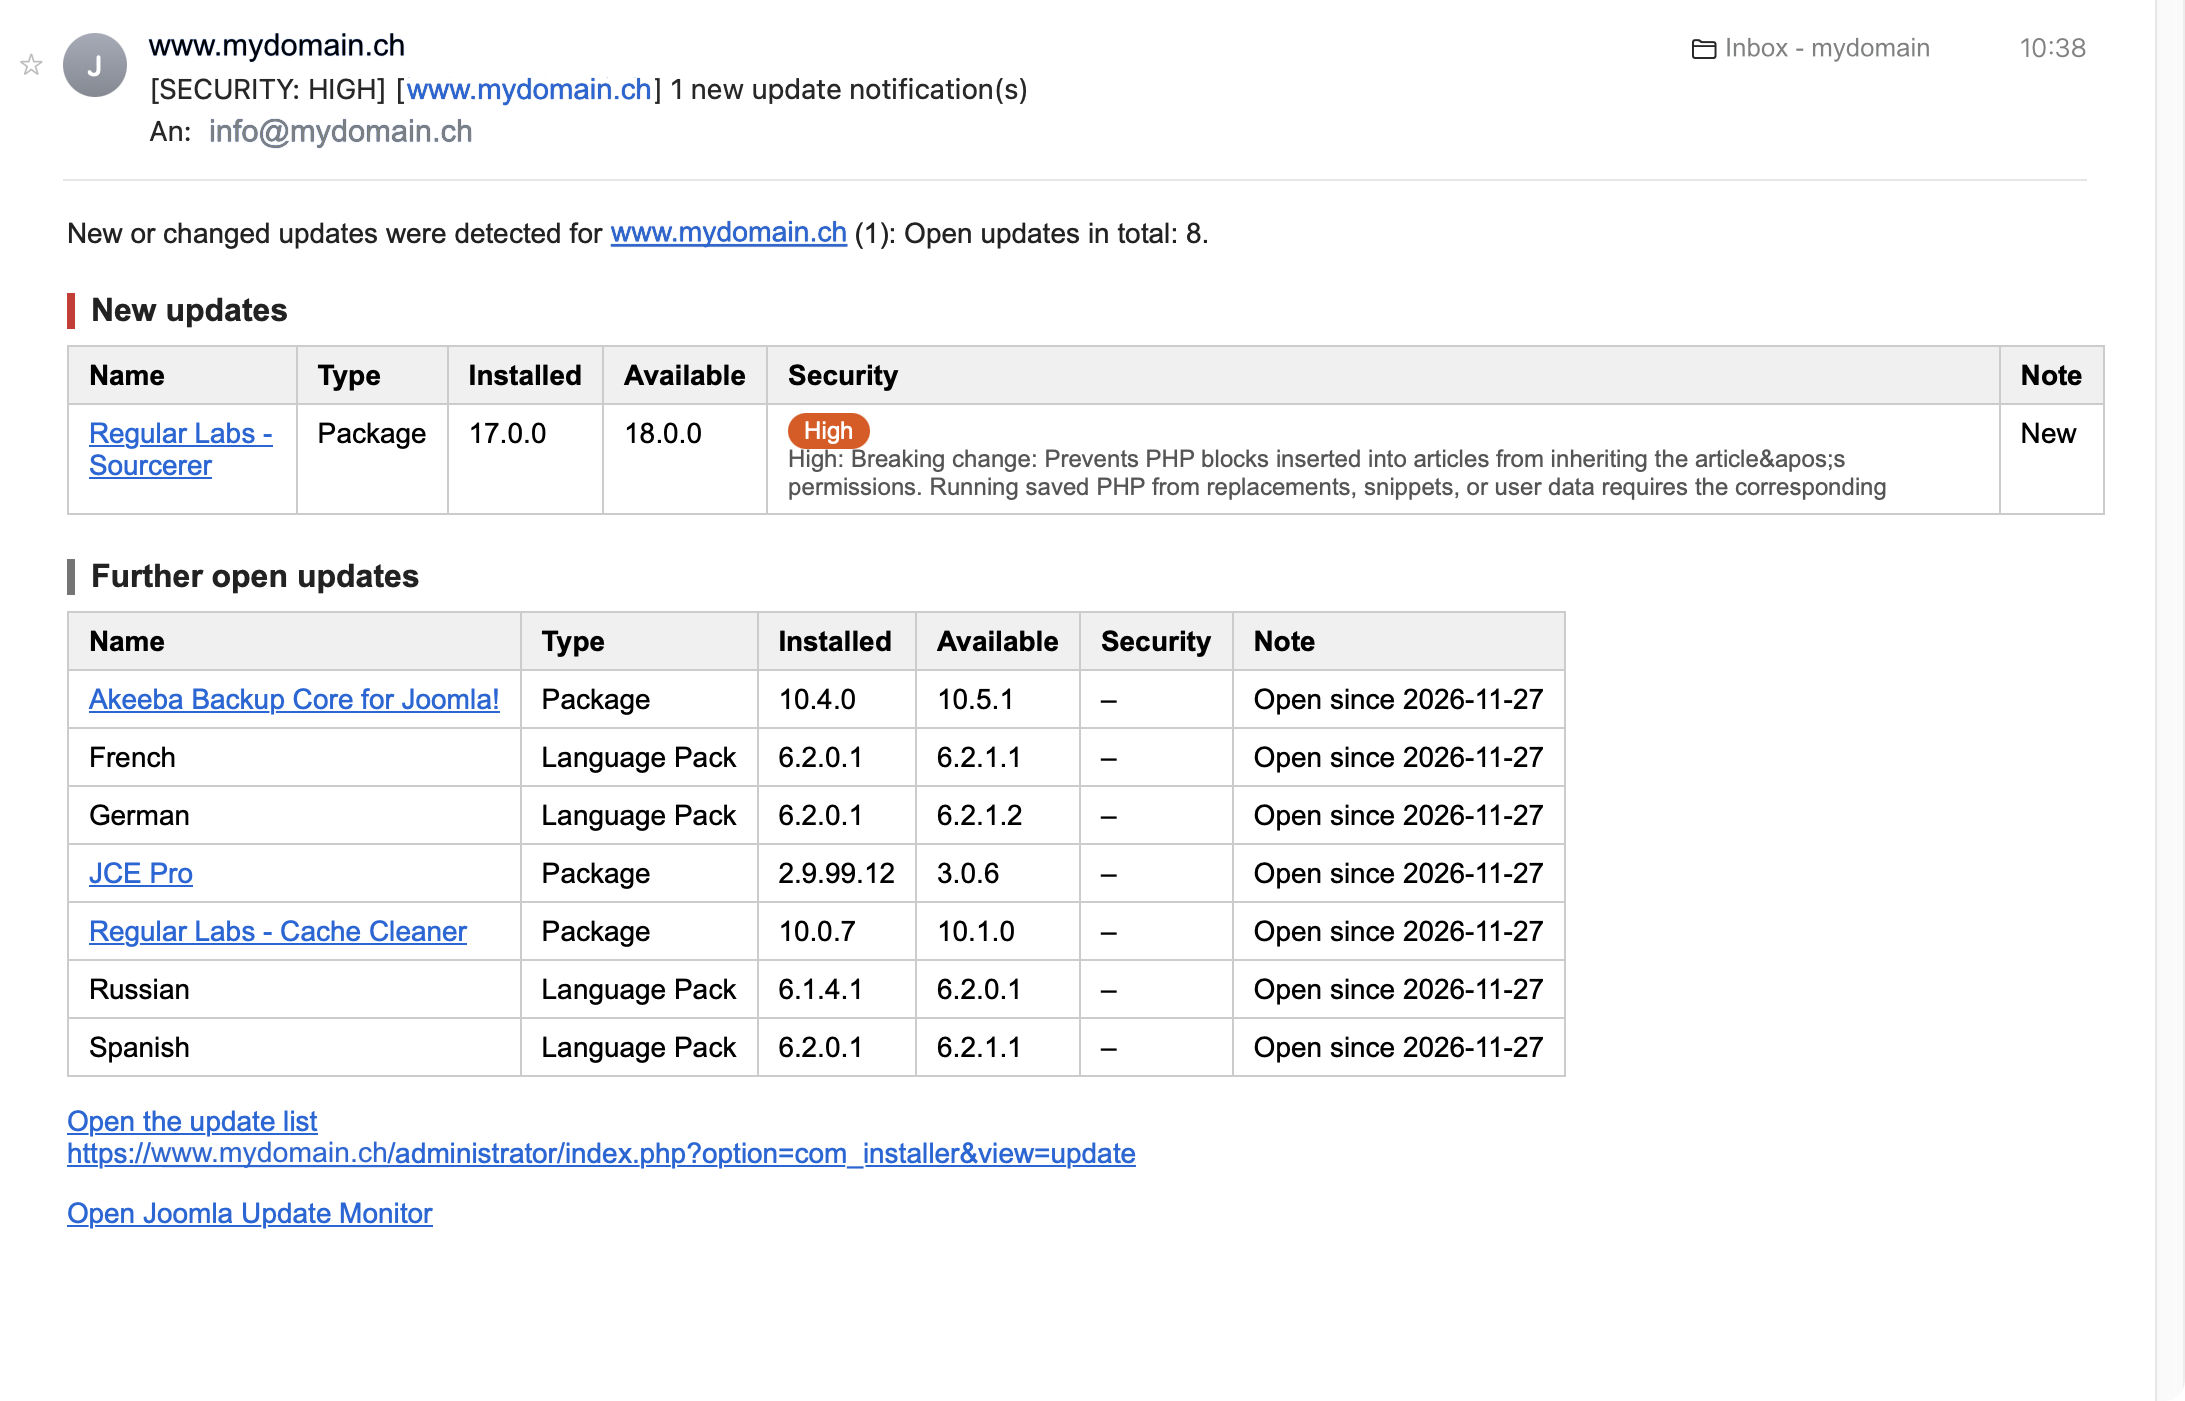 www.mydomain.ch
Inbox - mydomain 10:38
J
[SECURITY: HIGH] [www.mydomain.ch] 1 new update notification(s)
An: info@mydomain.ch
New or changed updates were detected for www.mydomain.ch (1): Open updates in total: 8.
New updates
Name Type Installed Available Security Note
Regular Labs - Package 17.0.0 18.0.0 High New
Sourcerer
High: Breaking change: Prevents PHP blocks inserted into articles from inheriting the article&apos;s
permissions. Running saved PHP from replacements, snippets, or user data requires the corresponding
Further open updates
Name Type Installed Available Security Note
Akeeba Backup Core for Joomla! Package 10.4.0 10.5.1 – Open since 2026-11-27
French Language Pack 6.2.0.1 6.2.1.1 – Open since 2026-11-27
German Language Pack 6.2.0.1 6.2.1.2 – Open since 2026-11-27
JCE Pro Package 2.9.99.12 3.0.6 – Open since 2026-11-27
Regular Labs - Cache Cleaner Package 10.0.7 10.1.0 – Open since 2026-11-27
Russian Language Pack 6.1.4.1 6.2.0.1 – Open since 2026-11-27
Spanish Language Pack 6.2.0.1 6.2.1.1 – Open since 2026-11-27
Open the update list
https://www.mydomain.ch/administrator/index.php?option=com_installer&view=update
Open Joomla Update Monitor